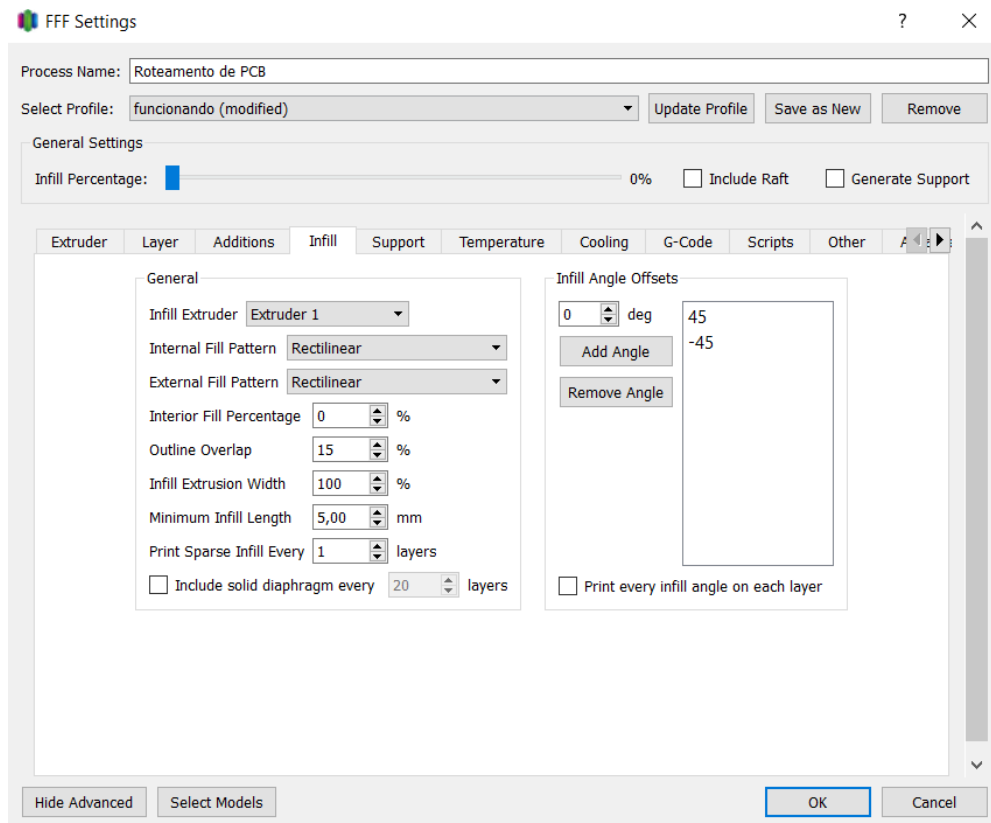 FFF Settings
?
Process Name: Roteamento de PCB
Select Profile: funcionando (modified) Update Profile Save as New Remove
General Settings
Infill Percentage: 0% Include Raft Generate Support
Extruder Layer Additions Infill Support Temperature Cooling G-Code Scripts Other
General
Infill Extruder Extruder 1
Internal Fill Pattern Rectilinear
External Fill Pattern Rectilinear
Interior Fill Percentage 0 %
Outline Overlap 15 %
Infill Extrusion Width 100 %
Minimum Infill Length 5,00 mm
Print Sparse Infill Every 1 layers
Include solid diaphragm every 20 layers
Infill Angle Offsets
0 deg
Add Angle
Remove Angle
45
-45
Print every infill angle on each layer
Hide Advanced Select Models OK Cancel